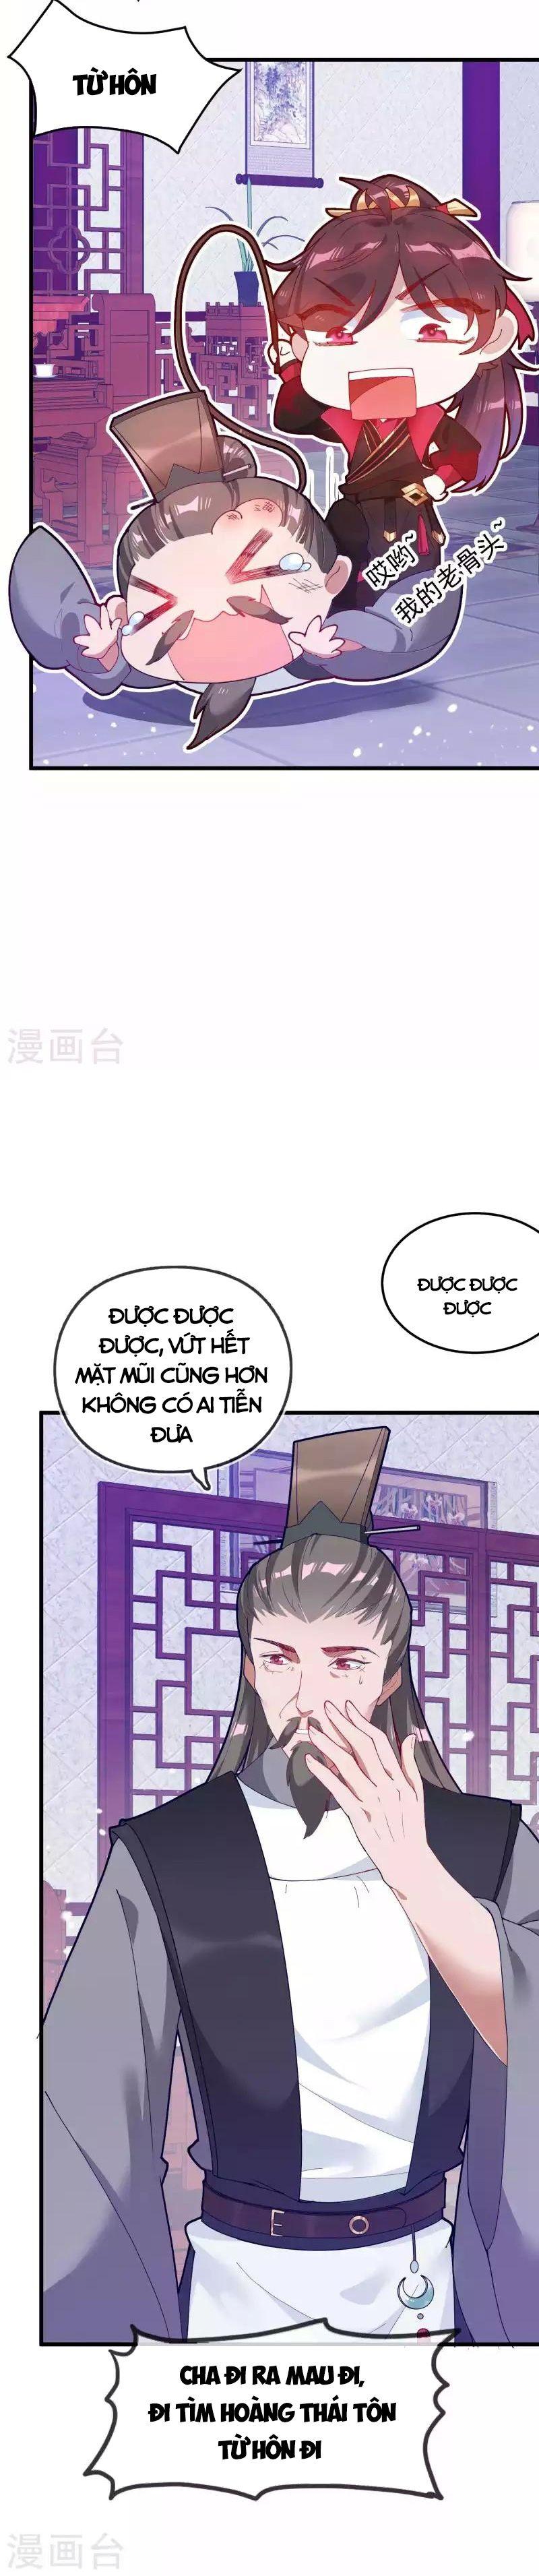 TỪ HÔN
哎哟~
我的老骨头~
漫画台
ĐƯỢC ĐƯỢC
ĐƯỢC
ĐƯỢC ĐƯỢC
ĐƯỢC, VỨT HẾT
MẶT MŨI CŨNG HƠN
KHÔNG CÓ AI TIỄN
ĐƯA
CHA ĐI RA MAU ĐI,
ĐI TÌM HOÀNG THÁI TÔN
TỪ HÔN ĐI
漫画台